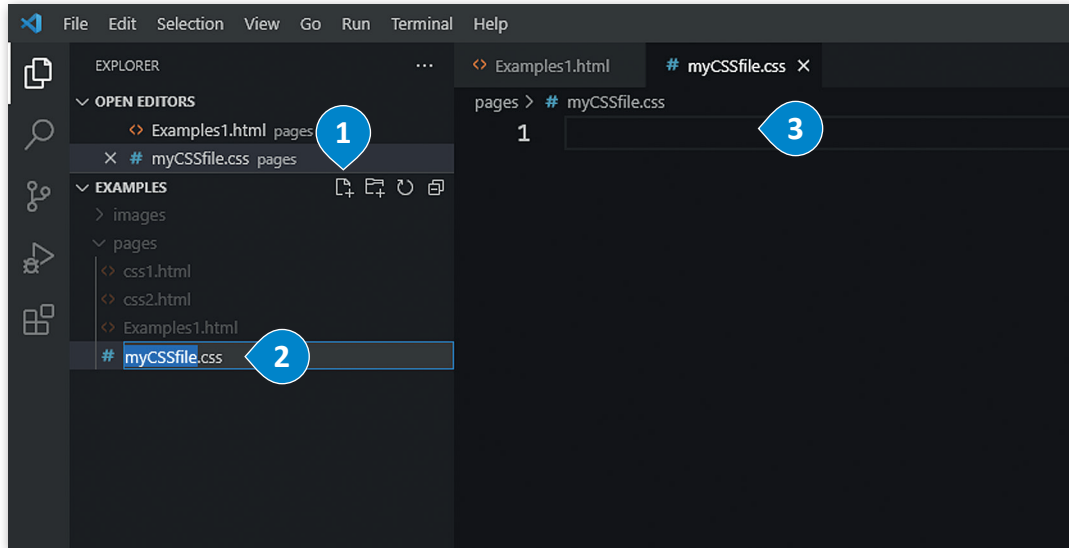 File Edit Selection View Go Run Terminal Help
EXPLORER ...
OPEN EDITORS
Examples1.html pages
myCSSfile.css pages
EXAMPLES
images
pages
css1.html
css2.html
Examples1.html
myCSSfile.css
1
2
Examples1.html # myCSSfile.css
pages > # myCSSfile.css
1
3